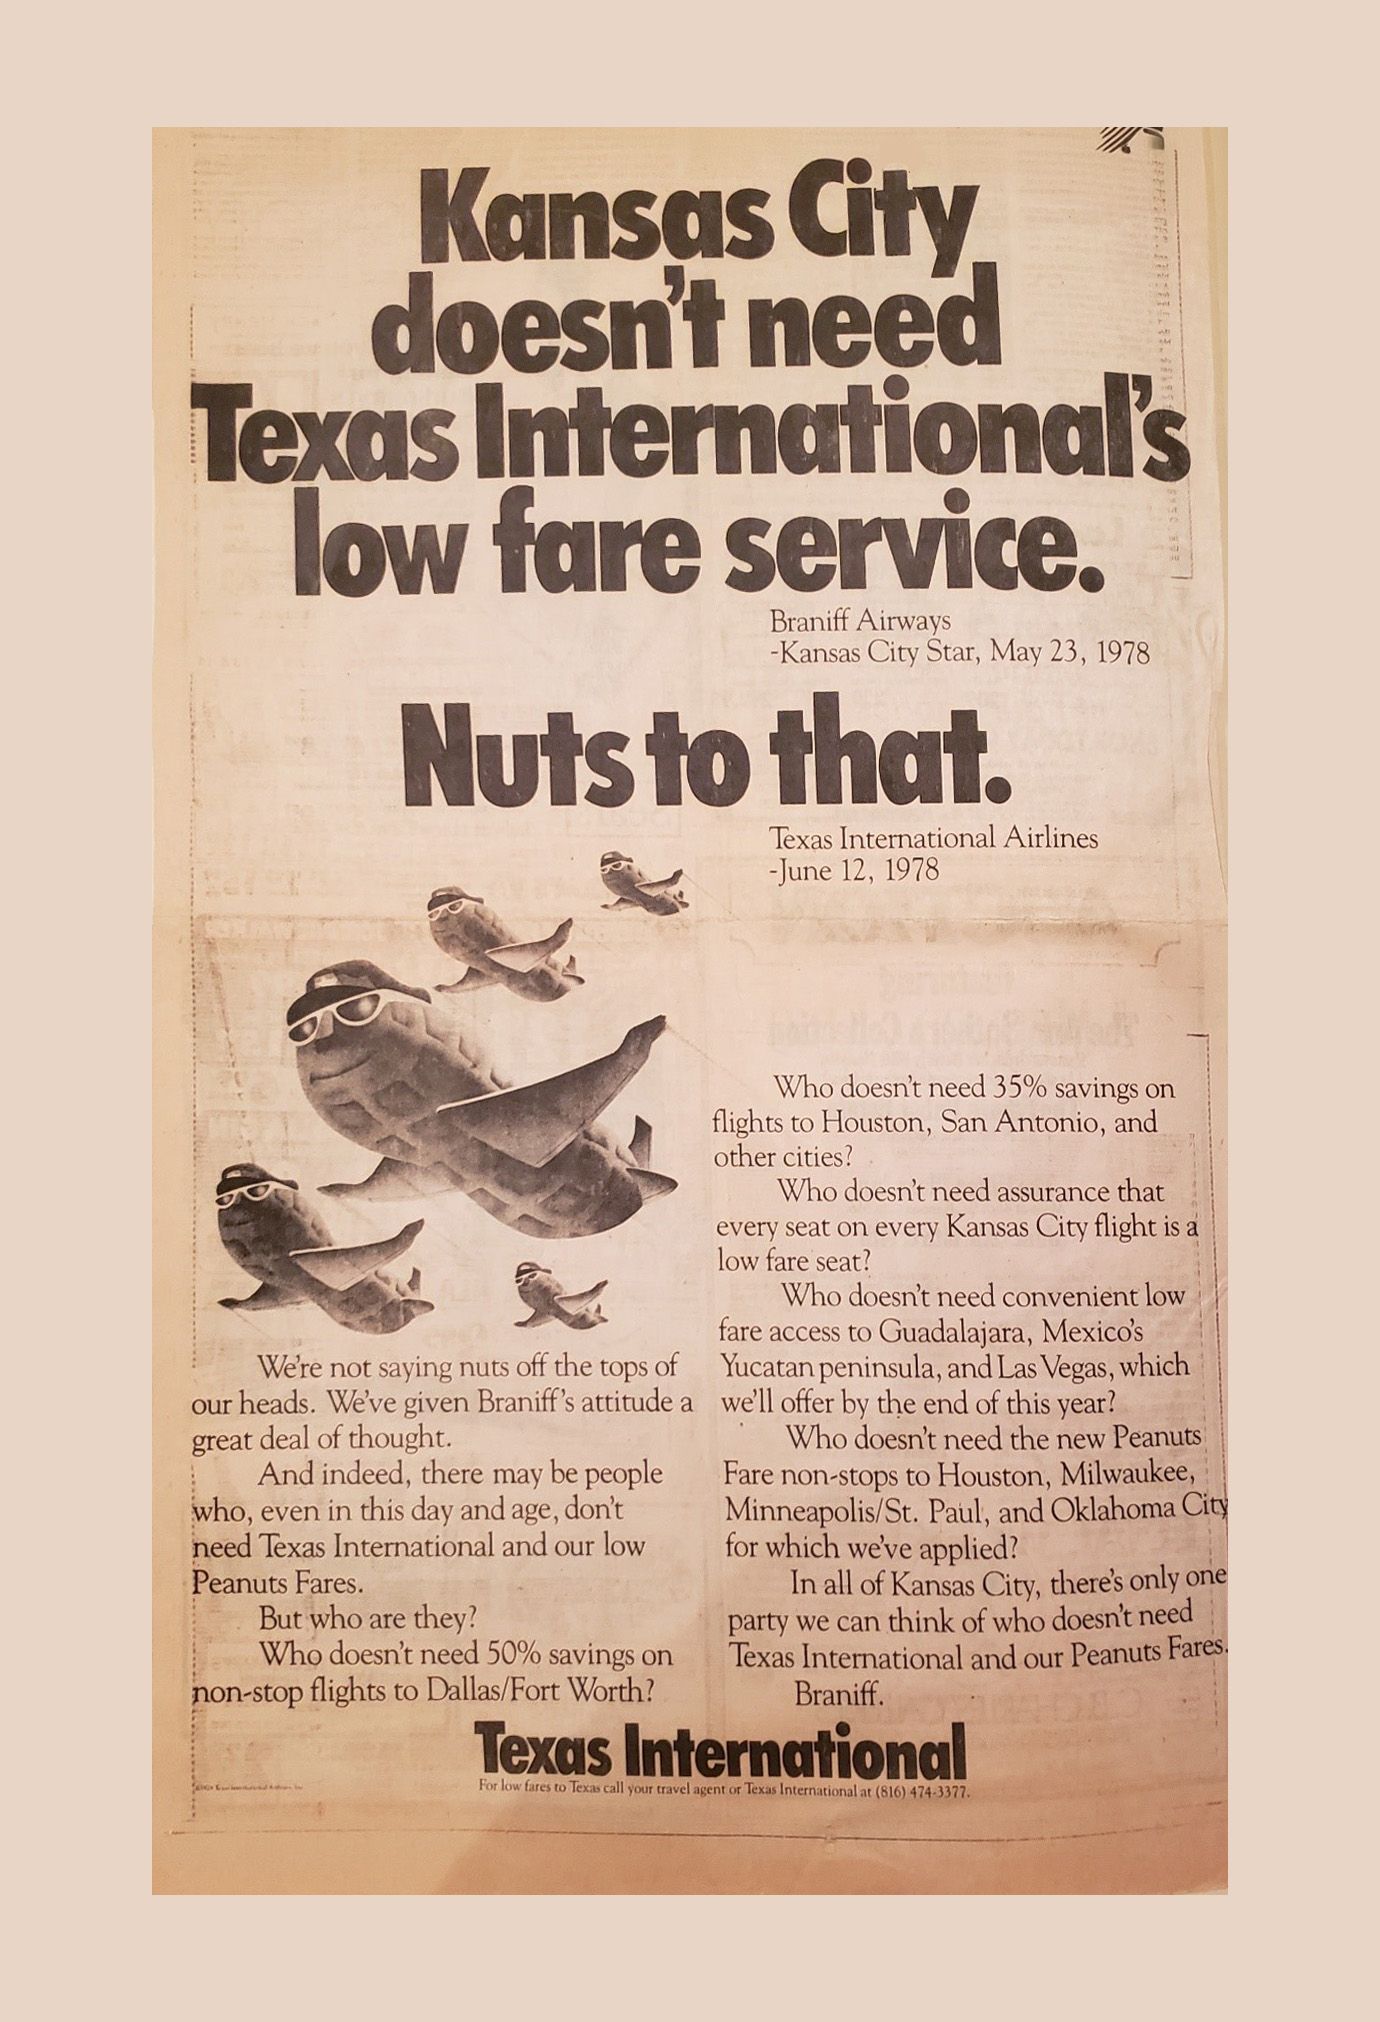 Kansas City
doesn't need
Texas International's
low fare service.
Braniff Airways
-Kansas City Star, May 23, 1978
Nuts to that.
Texas International Airlines
-June 12, 1978
We're not saying nuts off the tops of
our heads. We've given Braniff's attitude a
great deal of thought.
And indeed, there may be people
who, even in this day and age, don't
need Texas International and our low
Peanuts Fares.
But who are they?
Who doesn't need 50% savings on
non-stop flights to Dallas/Fort Worth?
Who doesn't need 35% savings on
flights to Houston, San Antonio, and
other cities?
Who doesn't need assurance that
every seat on every Kansas City flight is a
low fare seat?
Who doesn't need convenient low
fare access to Guadalajara, Mexico's
Yucatan peninsula, and Las Vegas, which
we'll offer by the end of this year?
Who doesn't need the new Peanuts
Fare non-stops to Houston, Milwaukee,
Minneapolis/St. Paul, and Oklahoma City
for which we've applied?
In all of Kansas City, there's only one
party we can think of who doesn't need
Texas International and our Peanuts Fares.
Braniff.
Texas International
For low fares to Texas call your travel agent or Texas International at (816) 474-3377.